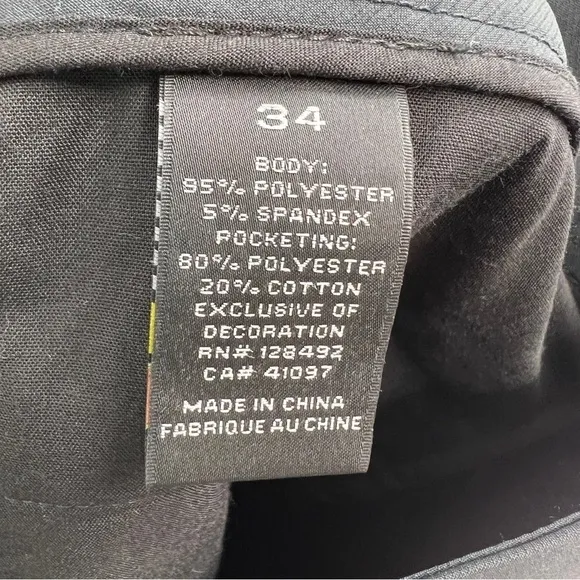 34
BODY:
95% POLYESTER
5% SPANDEX
POCKETING:
80% POLYESTER
20% COTTON
EXCLUSIVE OF
DECORATION
RN# 128492
CA# 41097
MADE IN CHINA
FABRIQUE AU CHINE